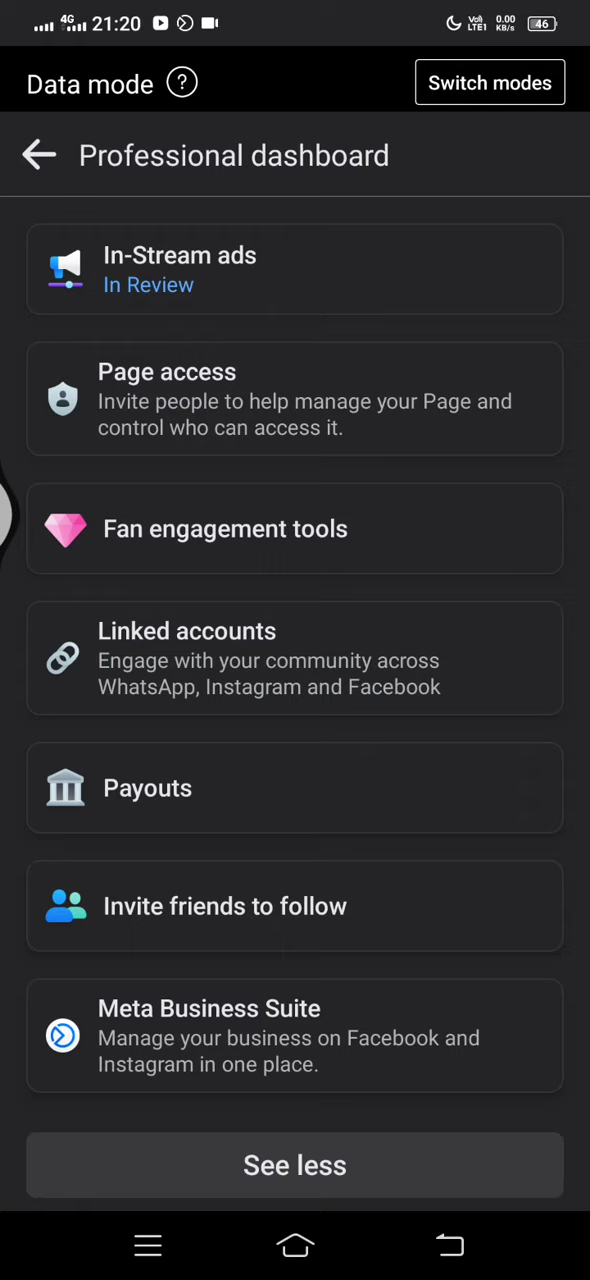 4G 21:20 Vo) LTE1 0.00 KB/s 46
Data mode ? Switch modes
Professional dashboard
In-Stream ads
In Review
Page access
Invite people to help manage your Page and
control who can access it.
Fan engagement tools
Linked accounts
Engage with your community across
WhatsApp, Instagram and Facebook
Payouts
Invite friends to follow
Meta Business Suite
Manage your business on Facebook and
Instagram in one place.
See less